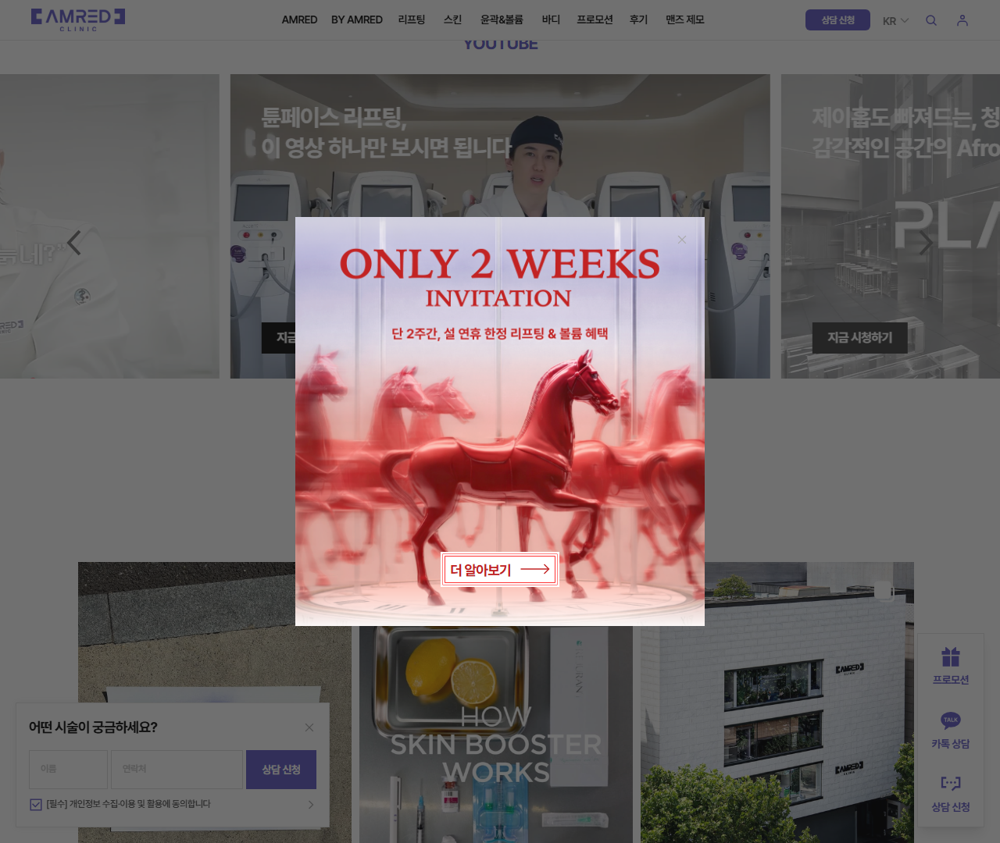 AMRED
CLINIC
AMRED BY AMRED 리프팅 스킨 윤곽&볼륨 바디 프로모션 후기 맨즈 제모
상담 신청
KR
YOUTUBE
튠페이스 리프팅,
이 영상 하나만 보시면 됩니다
제이홉도 빠져드는, 청
감각적인 공간의 Afro
네?"
PLA
지금
지금 시청하기
ONLY 2 WEEKS
INVITATION
단 2주간, 설 연휴 한정 리프팅 & 볼륨 혜택
더 알아보기
HOW
SKIN BOOSTER
WORKS
AMRED
CLINIC
AMRED
CLINIC
프로모션
TALK
카톡 상담
상담 신청
어떤 시술이 궁금하세요?
이름
연락처
상담 신청
[필수] 개인정보 수집·이용 및 활용에 동의합니다